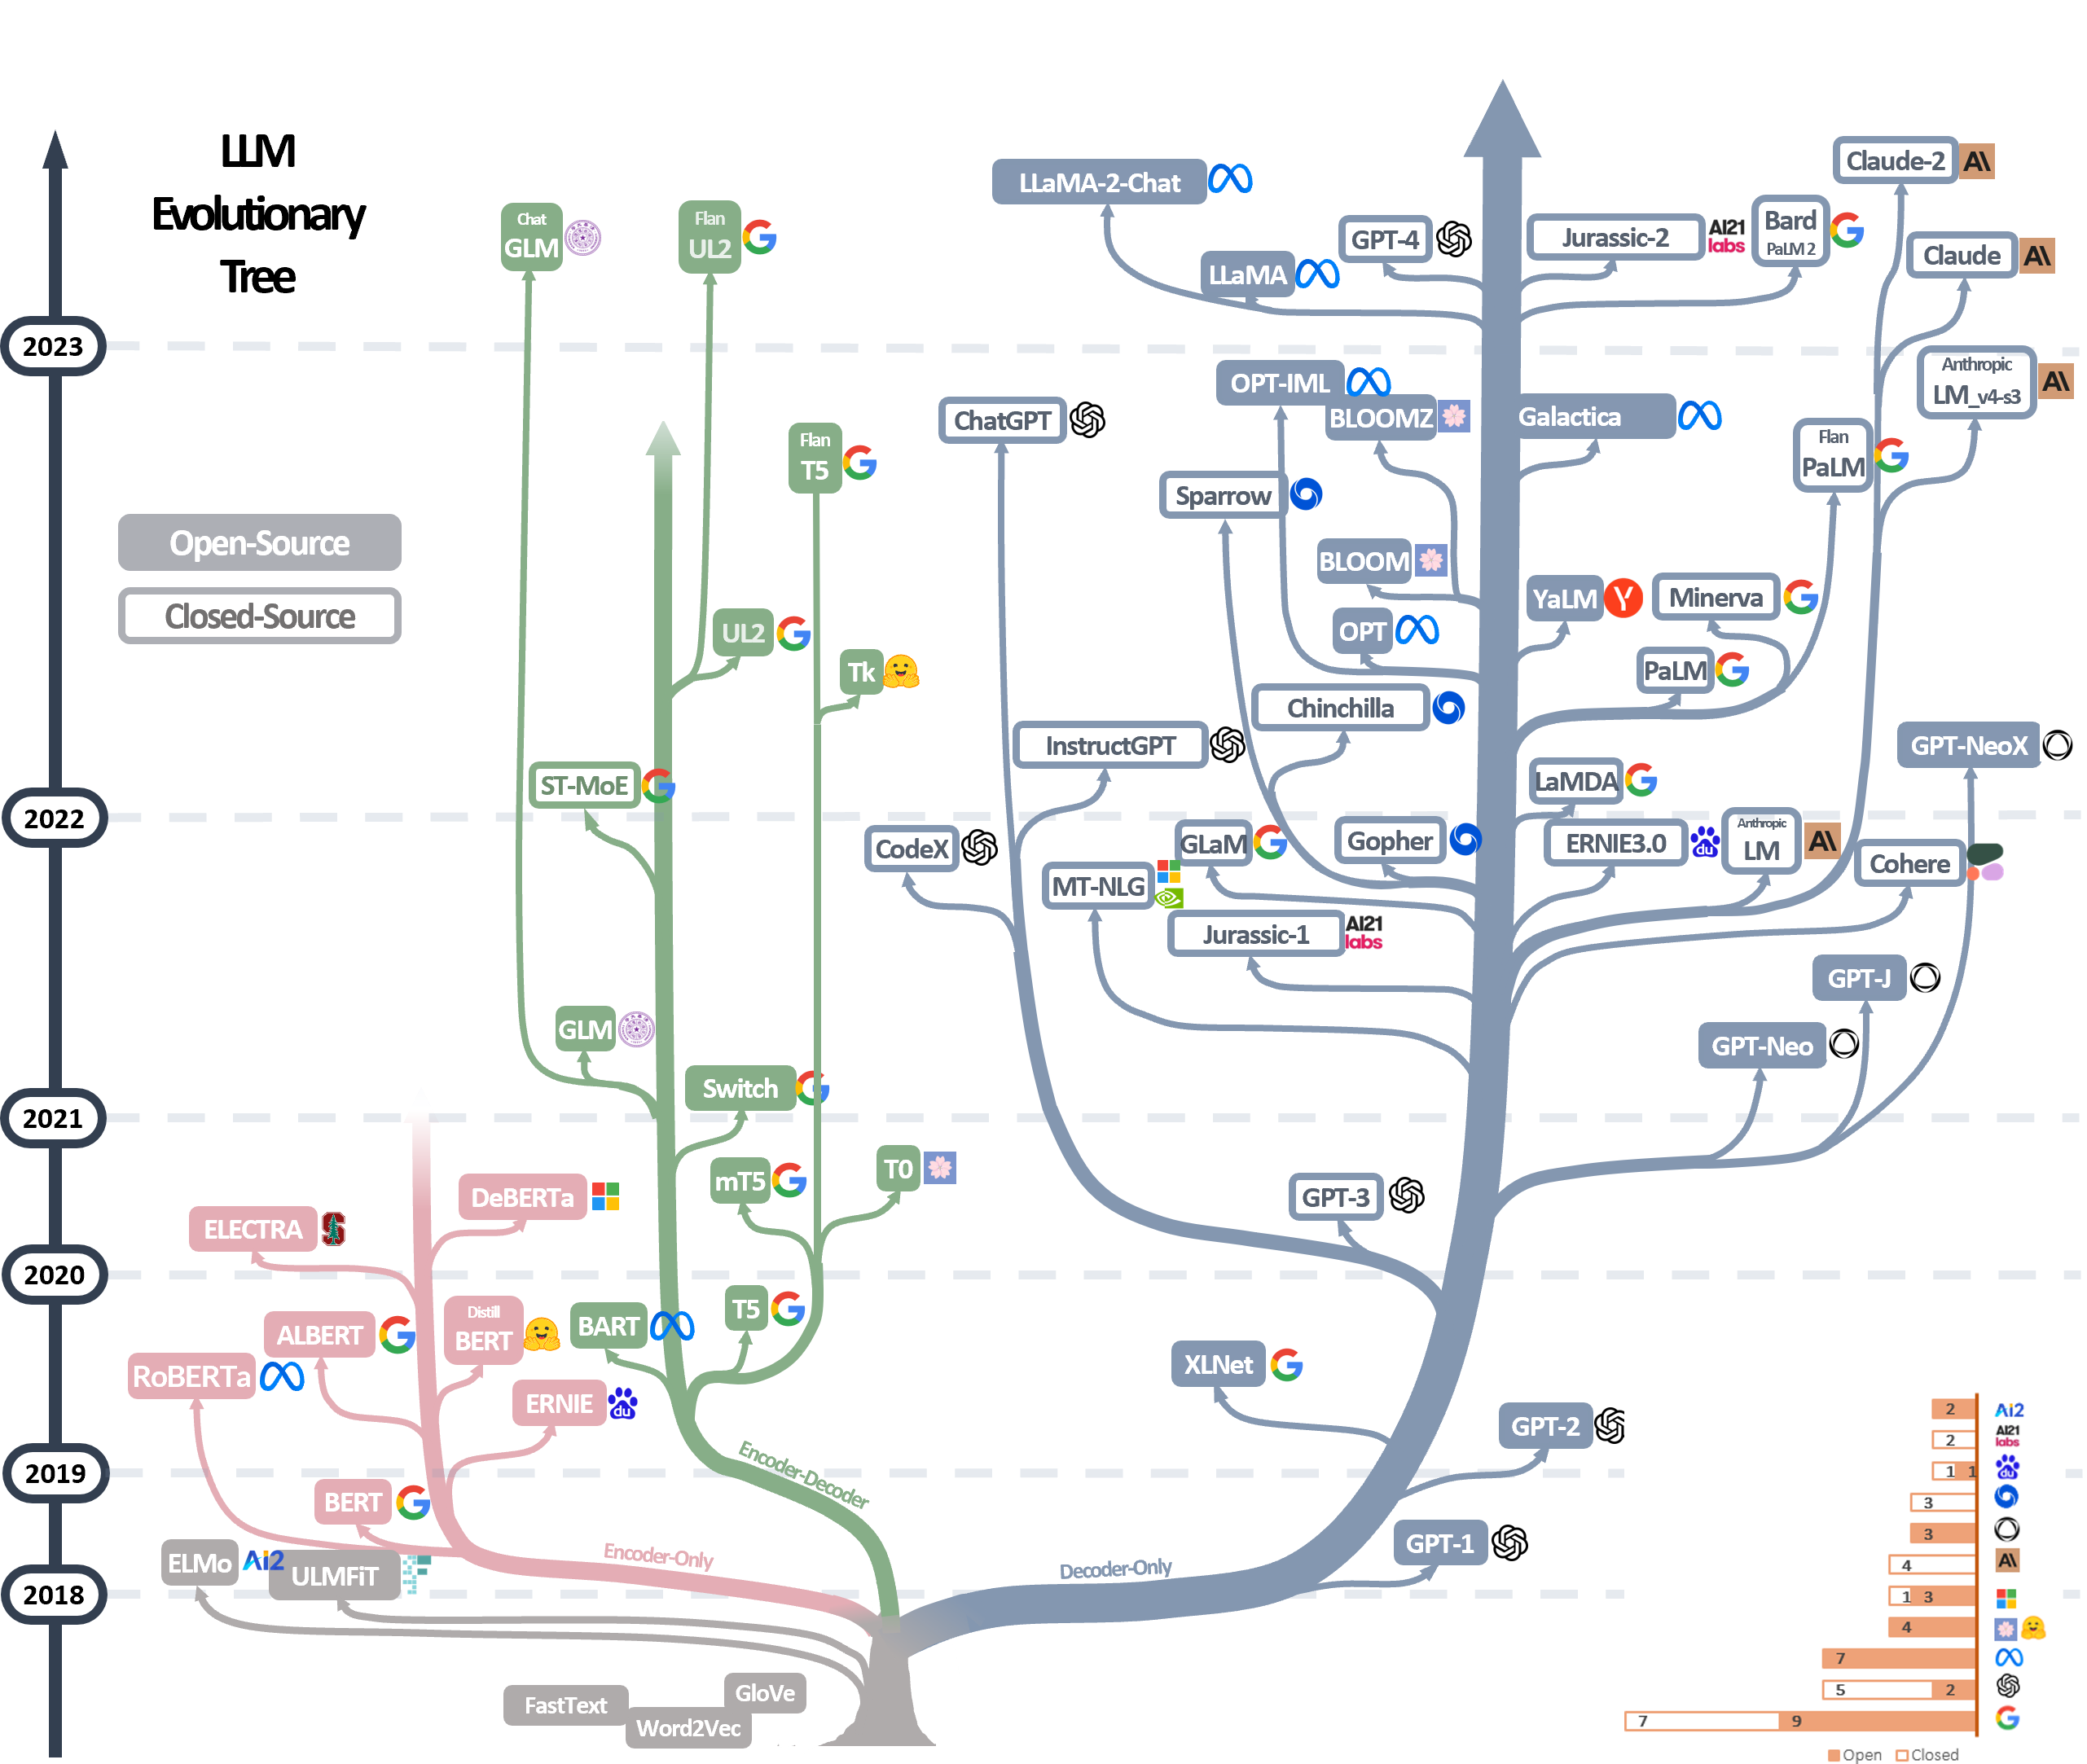 LLM
Evolutionary
Tree
Open-Source
Closed-Source
2023
2022
2021
2020
2019
2018
Chat
GLM
Flan
UL2
Flan
T5
UL2
Tk
ST-MoE
GLM
Switch
mT5
T0
T5
BART
Encoder-Decoder
DeBERTa
ELECTRA
Distill
BERT
ALBERT
RoBERTa
ERNIE
du
BERT
Encoder-Only
ELMo
Ai2
ULMFiT
FastText
GloVe
Word2Vec
Claude-2
A\
LLaMA-2-Chat
GPT-4
Jurassic-2
AI21
labs
Bard
PaLM 2
Claude
A\
LLaMA
Anthropic
LM_v4-s3
A\
OPT-IML
ChatGPT
BLOOMZ
Galactica
Flan
PaLM
Sparrow
BLOOM
YaLM
Minerva
OPT
PaLM
Chinchilla
InstructGPT
GPT-NeoX
LaMDA
CodeX
GLaM
Gopher
ERNIE3.0
du
Anthropic
LM
A\
Cohere
MT-NLG
Jurassic-1
AI21
labs
GPT-J
GPT-Neo
GPT-3
XLNet
GPT-2
GPT-1
Decoder-Only
2
Ai2
2
AI21
labs
1 1
du
3
3
4
A\
1 3
4
7
5 2
7 9
Open Closed